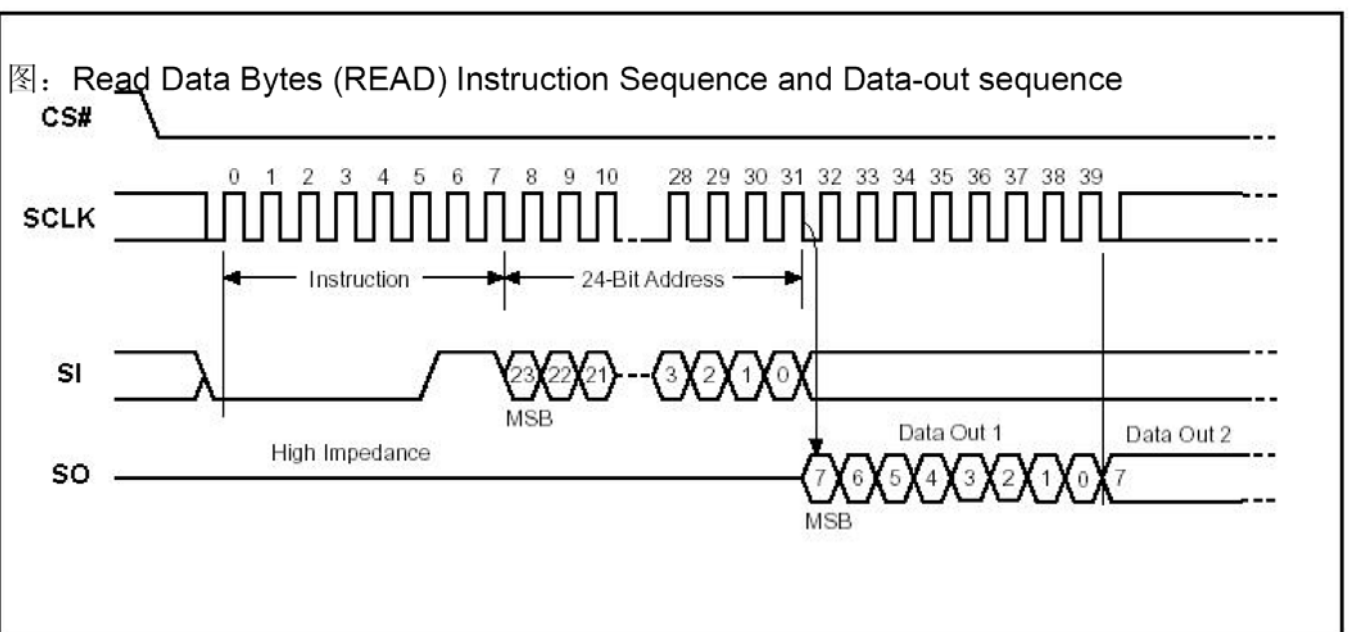 图：Read Data Bytes (READ) Instruction Sequence and Data-out sequence
CS#
0 1 2 3 4 5 6 7 8 9 10 28 29 30 31 32 33 34 35 36 37 38 39
SCLK
Instruction 24-Bit Address
SI 23 22 21 3 2 1 0
MSB
Data Out 1 Data Out 2
High Impedance
SO 7 6 5 4 3 2 1 0 7
MSB